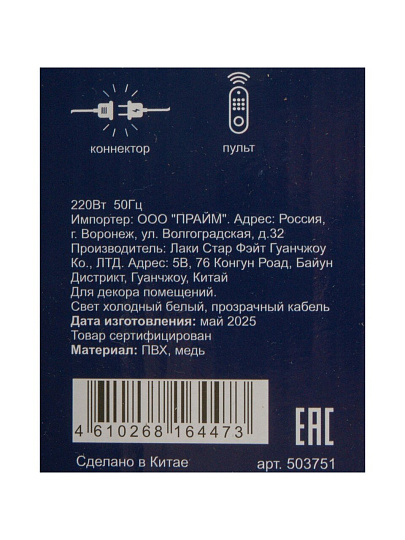 коннектор
пульт
220Вт 50Гц
Импортер: ООО "ПРАЙМ". Адрес: Россия,
г. Воронеж, ул. Волгоградская, д.32
Производитель: Лаки Стар Фэйт Гуанчжоу
Ко., ЛТД. Адрес: 5В, 76 Конгун Роад, Байун
Дистрикт, Гуанчжоу, Китай
Для декора помещений.
Свет холодный белый, прозрачный кабель
Дата изготовления: май 2025
Товар сертифицирован
Материал: ПВХ, медь
4 610268 164473
EAC
Сделано в Китае
арт. 503751